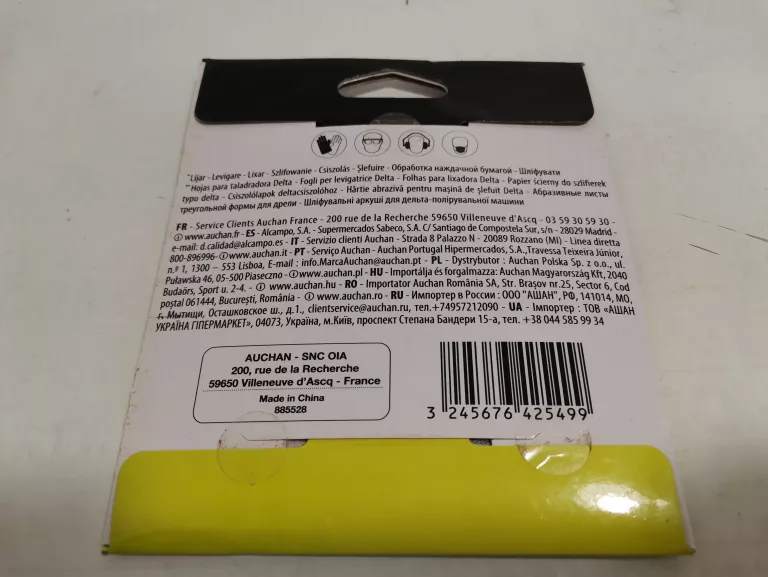 *Lijar - Levigare - Lixar - Szlifowanie - Csiszolás - Şlefuire - Обработка наждачной бумагой - Шліфувати
**Hojas para taladradora Delta - Fogli per levigatrice Delta - Folhas para lixadora Delta - Papier ścierny do szlifierek
typu delta - Csiszolólapok deltacsiszolóhoz - Hârtie abrazivă pentru maşină de şlefuit Delta - Абразивные листы
треугольной формы для дрели - Шліфувальні аркуші для дельта-полірувальної машини
FR - Service Clients Auchan France - 200 rue de la Recherche 59650 Villeneuve d'Ascq - 03 59 30 59 30 -
www.auchan.fr - ES - Alcampo, S.A. - Supermercados Sabeco, S.A. C/ Santiago de Compostela Sur, s/n - 28029 Madrid -
e-mail: d.calidad@alcampo.es - IT - Servizio clienti Auchan - Strada 8 Palazzo N - 20089 Rozzano (MI) - Linea diretta
800-896996 - www.auchan.it - PT - Serviço Auchan - Auchan Portugal Hipermercados, S.A.,Travessa Teixeira Júnior,
n.º 1, 1300 – 553 Lisboa, E-mail : info.MarcaAuchan@auchan.pt - PL - Dystrybutor : Auchan Polska Sp. z o.o., ul.
Puławska 46, 05-500 Piaseczno - www.auchan.pl - HU - Importálja és forgalmazza: Auchan Magyarország Kft, 2040
Budaörs, Sport u. 2-4. - www.auchan.hu - RO - Importator Auchan România SA, Str. Braşov nr.25, Sector 6, Cod
poştal 061444, Bucureşti, România - www.auchan.ro - RU - Импортер в России : ООО "АШАН", РФ, 141014, МО,
г. Мытищи, Осташковское ш., д.1., clientservice@auchan.ru, тел.+74957212090 - UA - Імпортер : ТОВ «АШАН
УКРАЇНА ГІПЕРМАРКЕТ», 04073, Україна, м.Київ, проспект Степана Бандери 15-а, тел. +38 044 585 99 34
AUCHAN - SNC OIA
200, rue de la Recherche
59650 Villeneuve d'Ascq - France
Made in China
885528
3 245676 425499